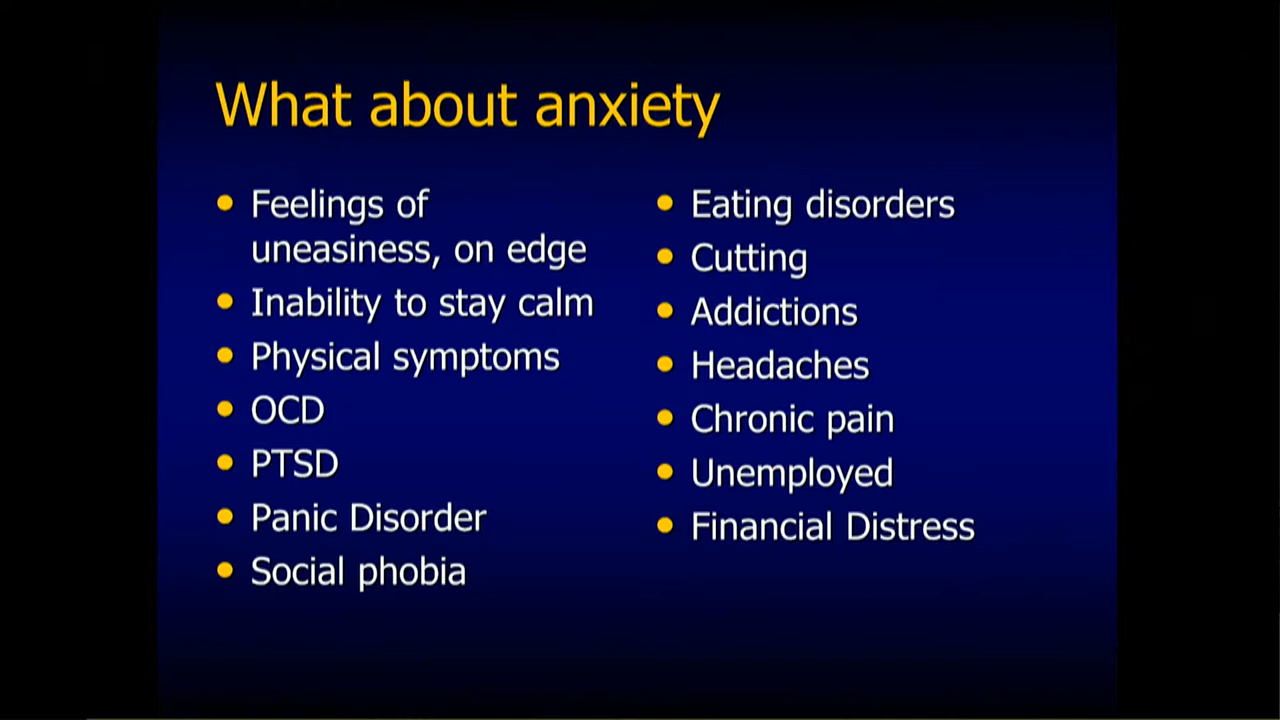 What about anxiety
Feelings of
uneasiness, on edge
Inability to stay calm
Physical symptoms
OCD
PTSD
Panic Disorder
Social phobia
Eating disorders
Cutting
Addictions
Headaches
Chronic pain
Unemployed
Financial Distress